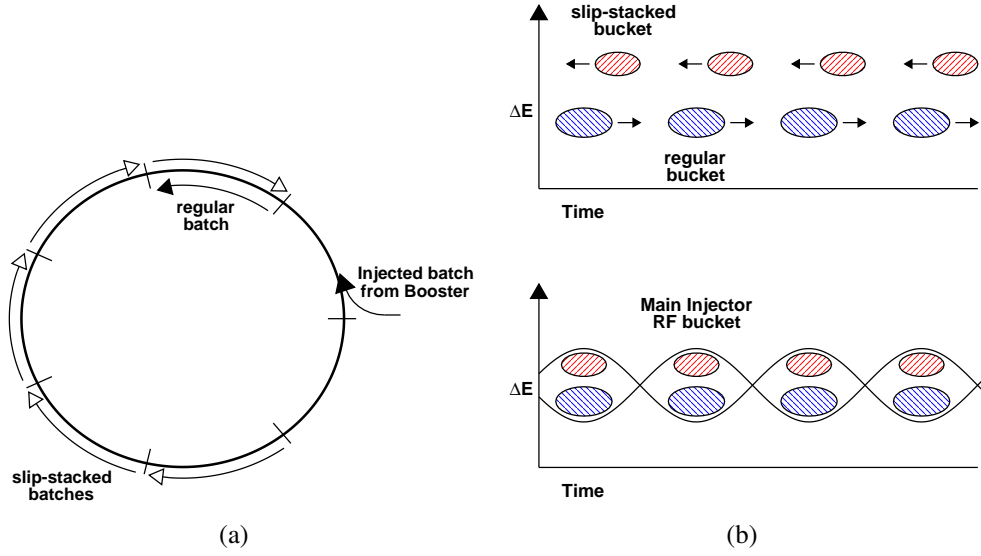 regular
batch
Injected batch
from Booster
slip-stacked
batches
(a)
slip-stacked
bucket
ΔE
regular
bucket
Time
Main Injector
RF bucket
ΔE
Time
(b)